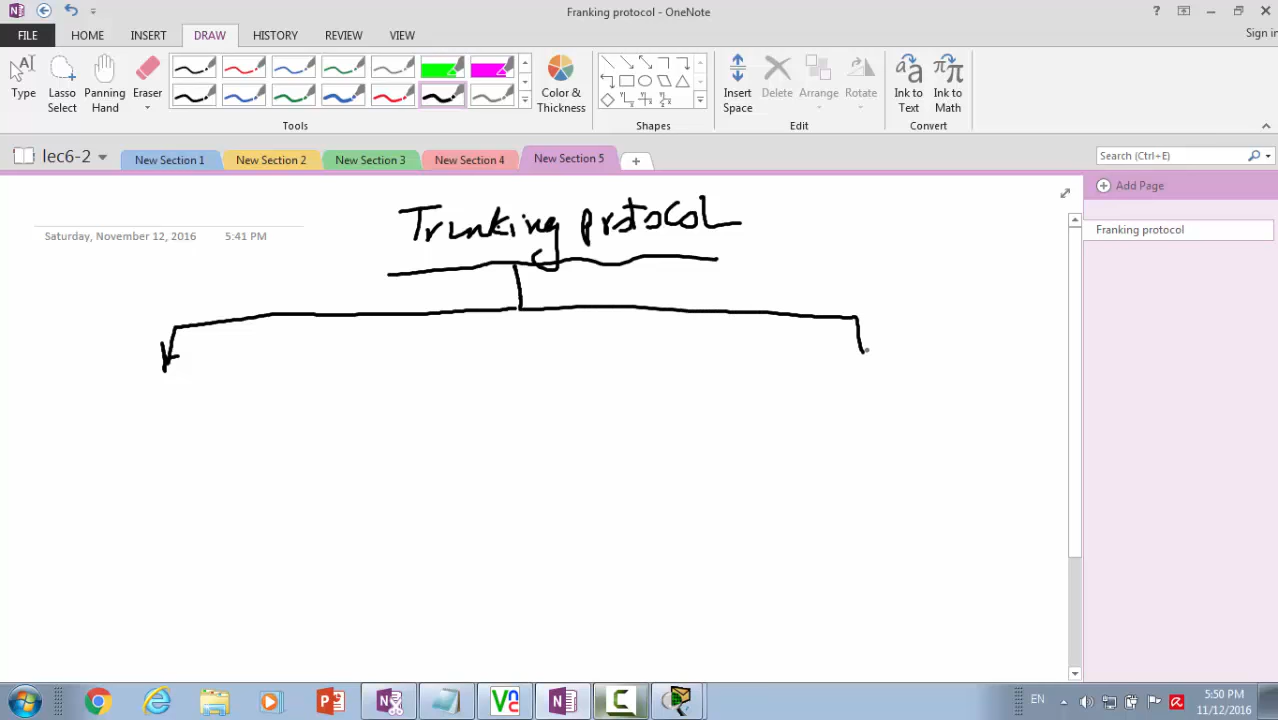 Franking protocol - OneNote
? 
FILE HOME INSERT DRAW HISTORY REVIEW VIEW Sign in
Type Lasso Select Panning Hand Eraser Color & Thickness Insert Space Delete Arrange Rotate Ink to Text Ink to Math
Tools Shapes Edit Convert
lec6-2 New Section 1 New Section 2 New Section 3 New Section 4 New Section 5 Search (Ctrl+E)
Add Page
Franking protocol
Trunking protocol
Saturday, November 12, 2016 5:41 PM
EN 5:50 PM
11/12/2016